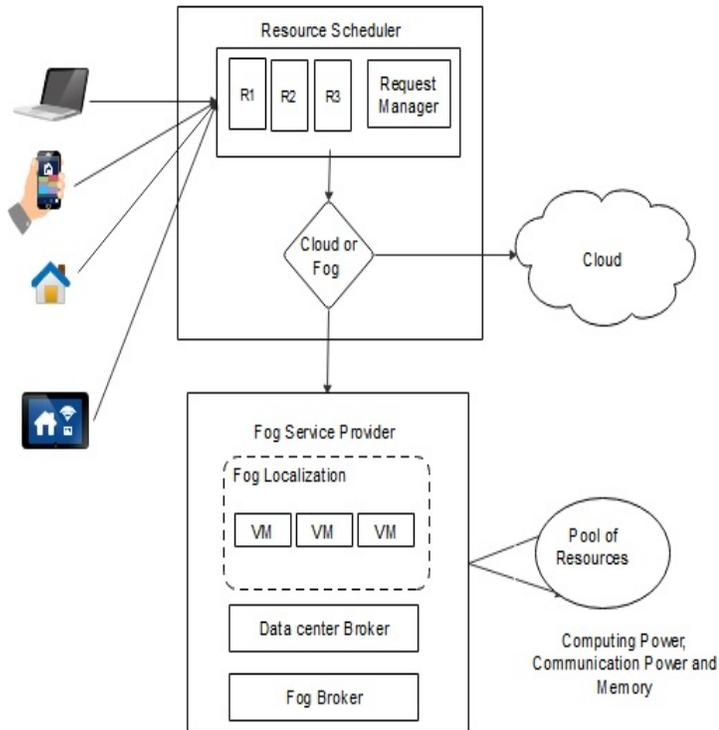 Resource Scheduler
R1
R2
R3
Request
Manager
Cloud or
Fog
Cloud
Fog Service Provider
Fog Localization
VM
VM
VM
Data center Broker
Fog Broker
Pool of
Resources
Computing Power,
Communication Power and
Memory